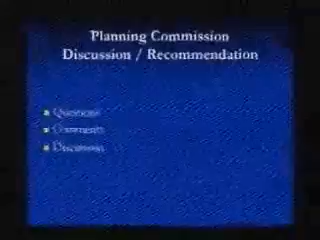 Planning Commission
Discussion / Recommendation
Questions
Comments
Discussion